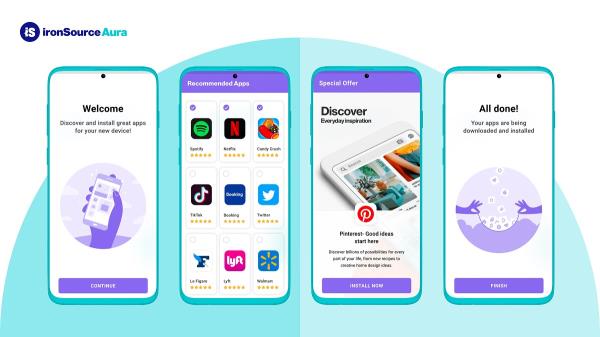 ironSource Aura
Welcome
Discover and install great apps
for your new device!
CONTINUE
Recommended Apps
Spotify
Netflix
Candy Crush
TikTok
Booking
Booking
Twitter
Le Figaro
Lyft
Walmart
Special Offer
Discover
Everyday Inspiration
Search
Pinterest- Good ideas
start here
Discover billions of possibilities for every
part of your life, from new recipes to
creative home design ideas.
INSTALL NOW
All done!
Your apps are being
downloaded and installed
FINISH